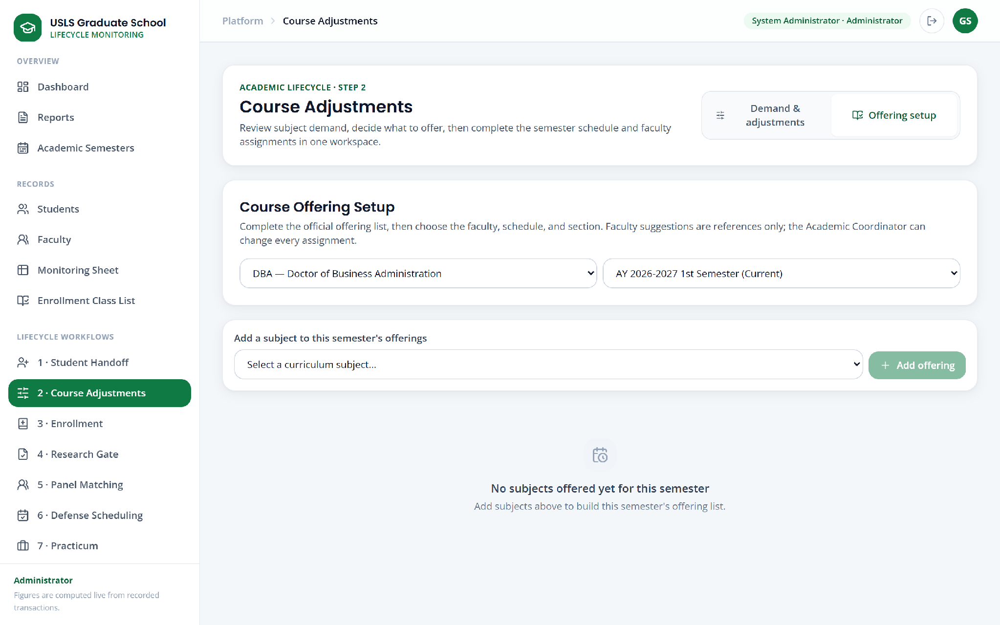 USLS Graduate School
LIFECYCLE MONITORING
OVERVIEW
Dashboard
Reports
Academic Semesters
RECORDS
Students
Faculty
Monitoring Sheet
Enrollment Class List
LIFECYCLE WORKFLOWS
1 · Student Handoff
2 · Course Adjustments
3 · Enrollment
4 · Research Gate
5 · Panel Matching
6 · Defense Scheduling
7 · Practicum
Administrator
Figures are computed live from recorded
transactions.
Platform
Course Adjustments
System Administrator · Administrator
GS
ACADEMIC LIFECYCLE · STEP 2
Course Adjustments
Review subject demand, decide what to offer, then complete the semester schedule and faculty
assignments in one workspace.
Demand &
adjustments
Offering setup
Course Offering Setup
Complete the official offering list, then choose the faculty, schedule, and section. Faculty suggestions are references only; the Academic Coordinator can
change every assignment.
DBA — Doctor of Business Administration
AY 2026-2027 1st Semester (Current)
Add a subject to this semester's offerings
Select a curriculum subject...
Add offering
No subjects offered yet for this semester
Add subjects above to build this semester's offering list.